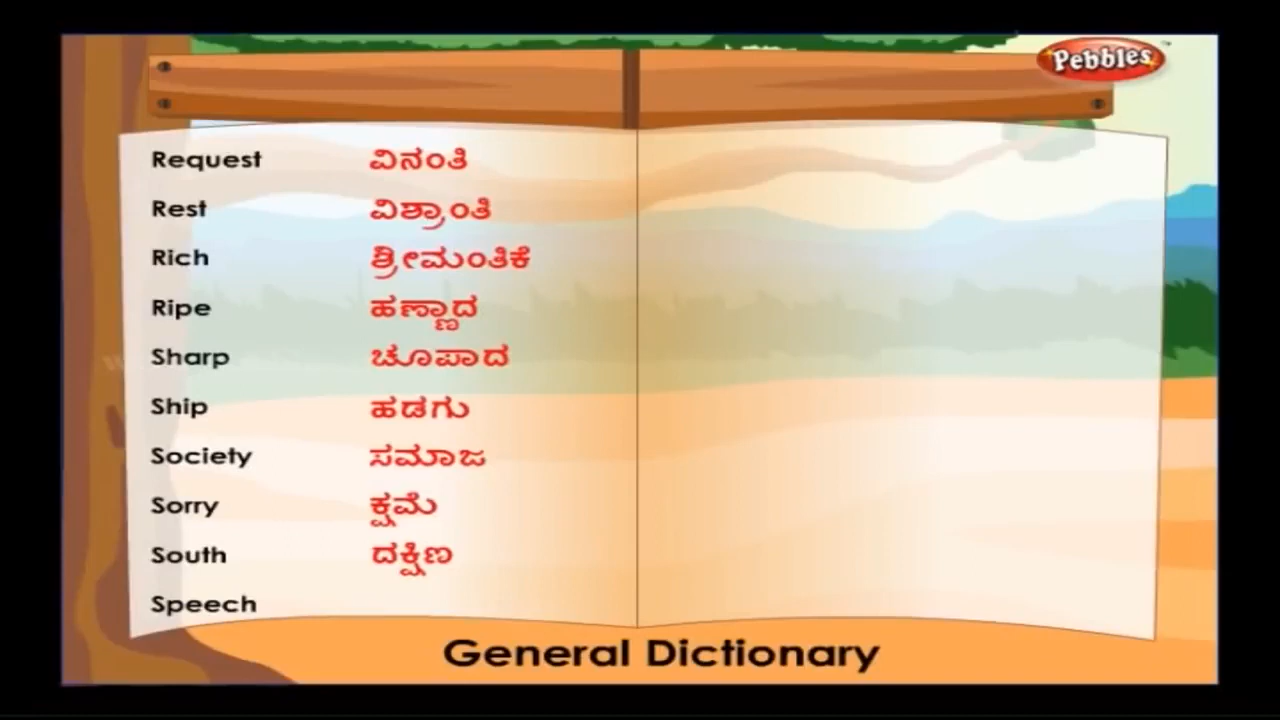 Pebbles
Request ವಿನಂತಿ
Rest ವಿಶ್ರಾಂತಿ
Rich ಶ್ರೀಮಂತಿಕೆ
Ripe ಹಣ್ಣಾದ
Sharp ಚೂಪಾದ
Ship ಹಡಗು
Society ಸಮಾಜ
Sorry ಕ್ಷಮೆ
South ದಕ್ಷಿಣ
Speech
General Dictionary